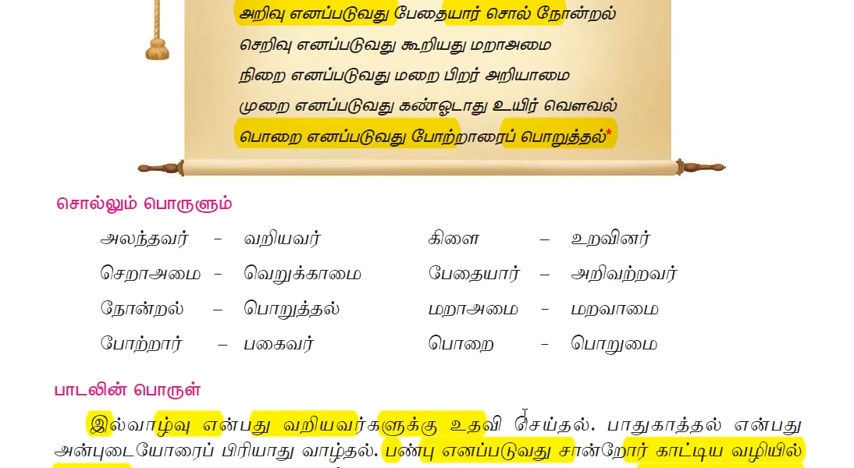 அறிவு எனப்படுவது பேதையார் சொல் நோன்றல்
செறிவு எனப்படுவது கூறியது மறாஅமை
நிறை எனப்படுவது மறை பிறர் அறியாமை
முறை எனப்படுவது கண்ஓடாது உயிர் வௌவல்
பொறை எனப்படுவது போற்றாரைப் பொறுத்தல்*
சொல்லும் பொருளும்
அலந்தவர் - வறியவர் கிளை – உறவினர்
செறாஅமை - வெறுக்காமை பேதையார் – அறிவற்றவர்
நோன்றல் – பொறுத்தல் மறாஅமை - மறவாமை
போற்றார் – பகைவர் பொறை - பொறுமை
பாடலின் பொருள்
இல்வாழ்வு என்பது வறியவர்களுக்கு உதவி செய்தல். பாதுகாத்தல் என்பது
அன்புடையோரைப் பிரியாது வாழ்தல். பண்பு எனப்படுவது சான்றோர் காட்டிய வழியில்